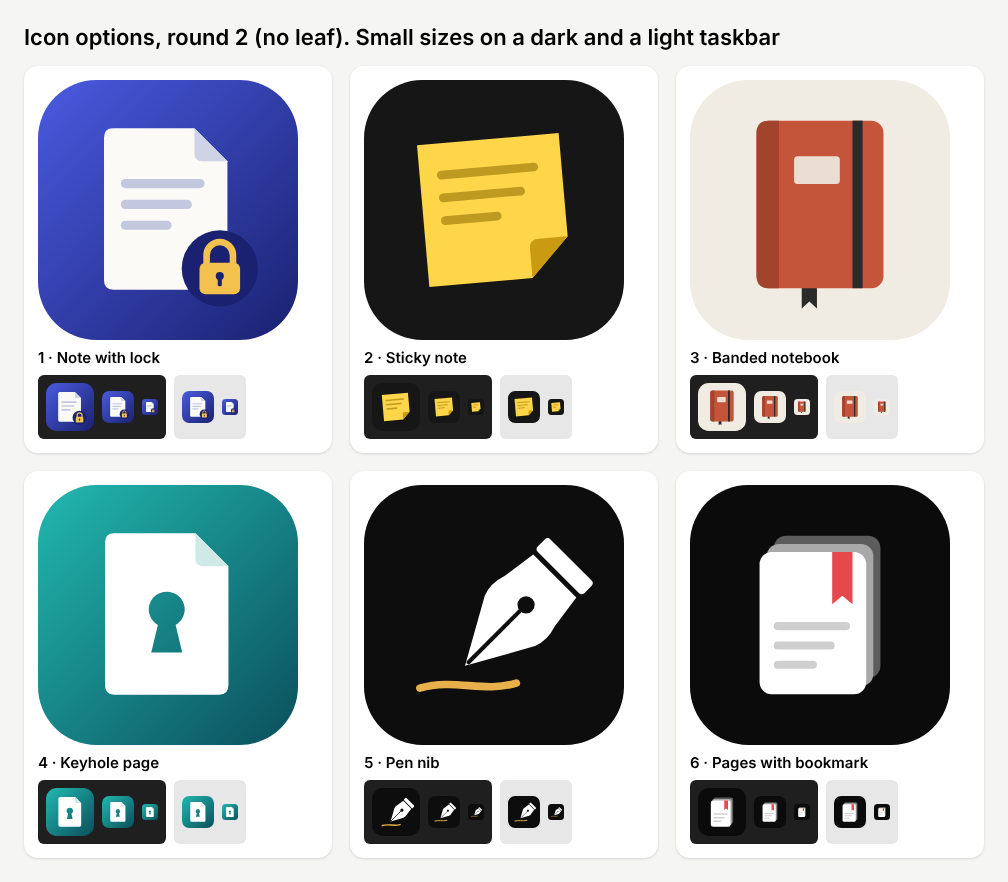 Icon options, round 2 (no leaf). Small sizes on a dark and a light taskbar
1 · Note with lock
2 · Sticky note
3 · Banded notebook
4 · Keyhole page
5 · Pen nib
6 · Pages with bookmark